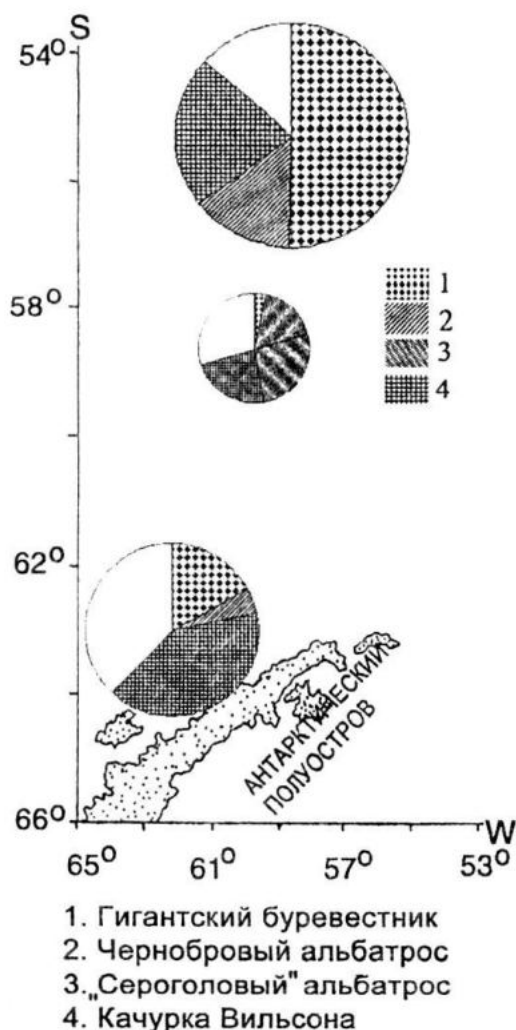 S
54°
58°
1
2
3
4
62°
АНТАРКТИЧЕСКИЙ
ПОЛУОСТРОВ
66°
W
65° 61° 57° 53°
1. Гигантский буревестник
2. Чернобровый альбатрос
3. „Сероголовый" альбатрос
4. Качурка Вильсона